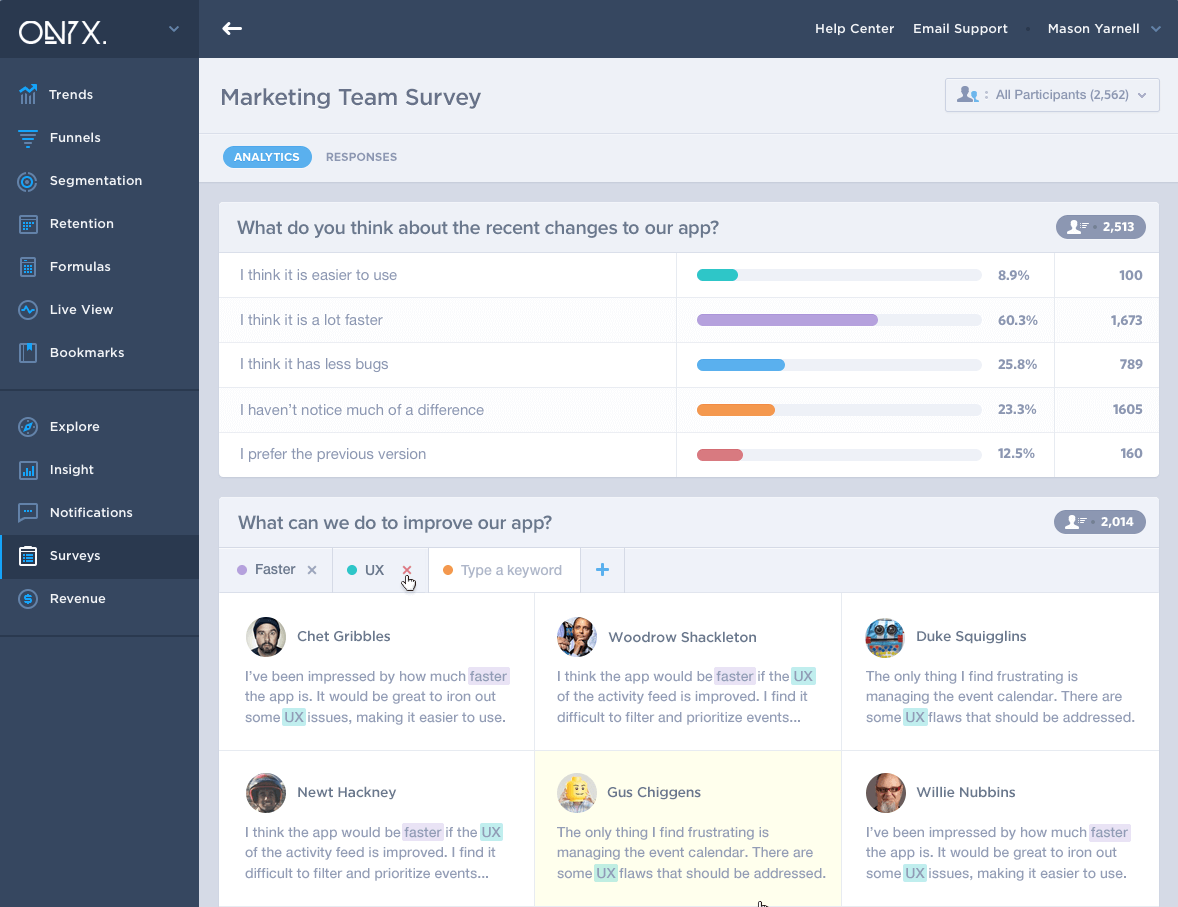 ONYX.
Help Center Email Support Mason Yarnell
Trends
Funnels
Segmentation
Retention
Formulas
Live View
Bookmarks
Explore
Insight
Notifications
Surveys
Revenue
Marketing Team Survey
: All Participants (2,562)
ANALYTICS RESPONSES
What do you think about the recent changes to our app? 2,513
I think it is easier to use 8.9% 100
I think it is a lot faster 60.3% 1,673
I think it has less bugs 25.8% 789
I haven’t notice much of a difference 23.3% 1605
I prefer the previous version 12.5% 160
What can we do to improve our app? 2,014
Faster × UX × Type a keyword +
Chet Gribbles
I’ve been impressed by how much faster
the app is. It would be great to iron out
some UX issues, making it easier to use.
Woodrow Shackleton
I think the app would be faster if the UX
of the activity feed is improved. I find it
difficult to filter and prioritize events...
Duke Squigglins
The only thing I find frustrating is
managing the event calendar. There are
some UX flaws that should be addressed.
Newt Hackney
I think the app would be faster if the UX
of the activity feed is improved. I find it
difficult to filter and prioritize events...
Gus Chiggens
The only thing I find frustrating is
managing the event calendar. There are
some UX flaws that should be addressed.
Willie Nubbins
I’ve been impressed by how much faster
the app is. It would be great to iron out
some UX issues, making it easier to use.